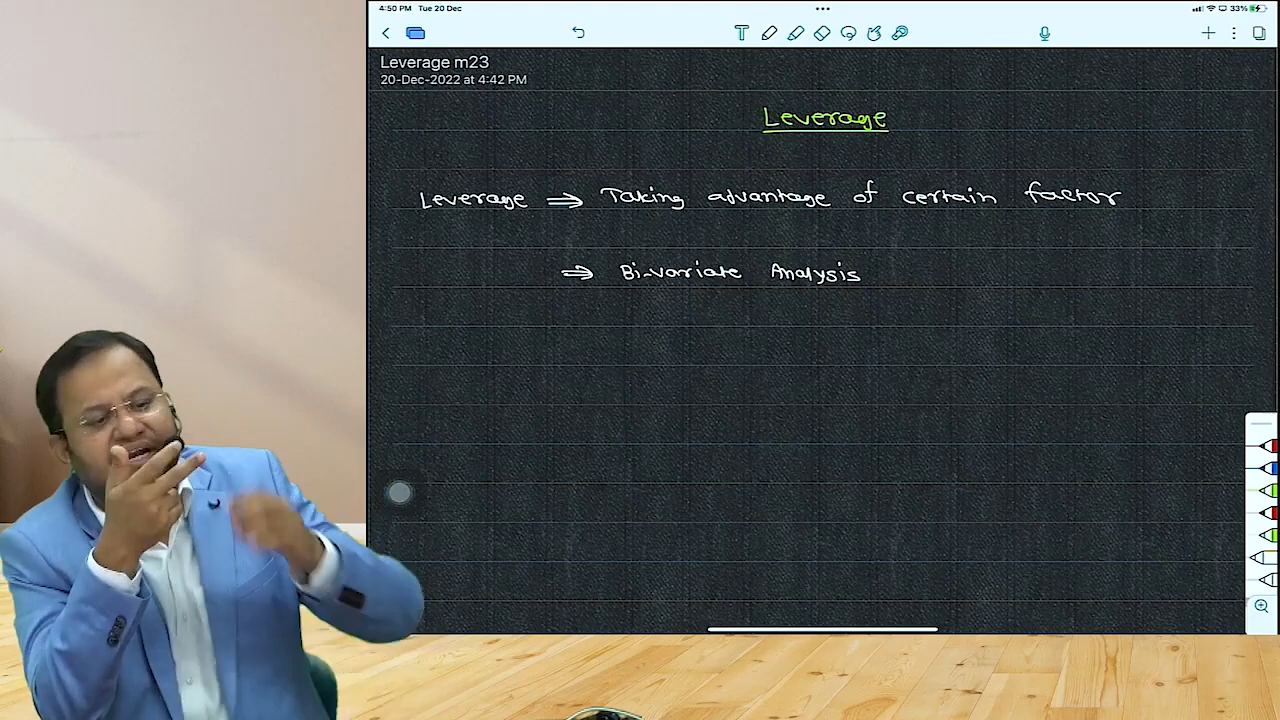 4:50 PM Tue 20 Dec
33%
Leverage m23
20-Dec-2022 at 4:42 PM
Leverage
Leverage ⇒ Taking advantage of certain factor
⇒ Bi-variate Analysis